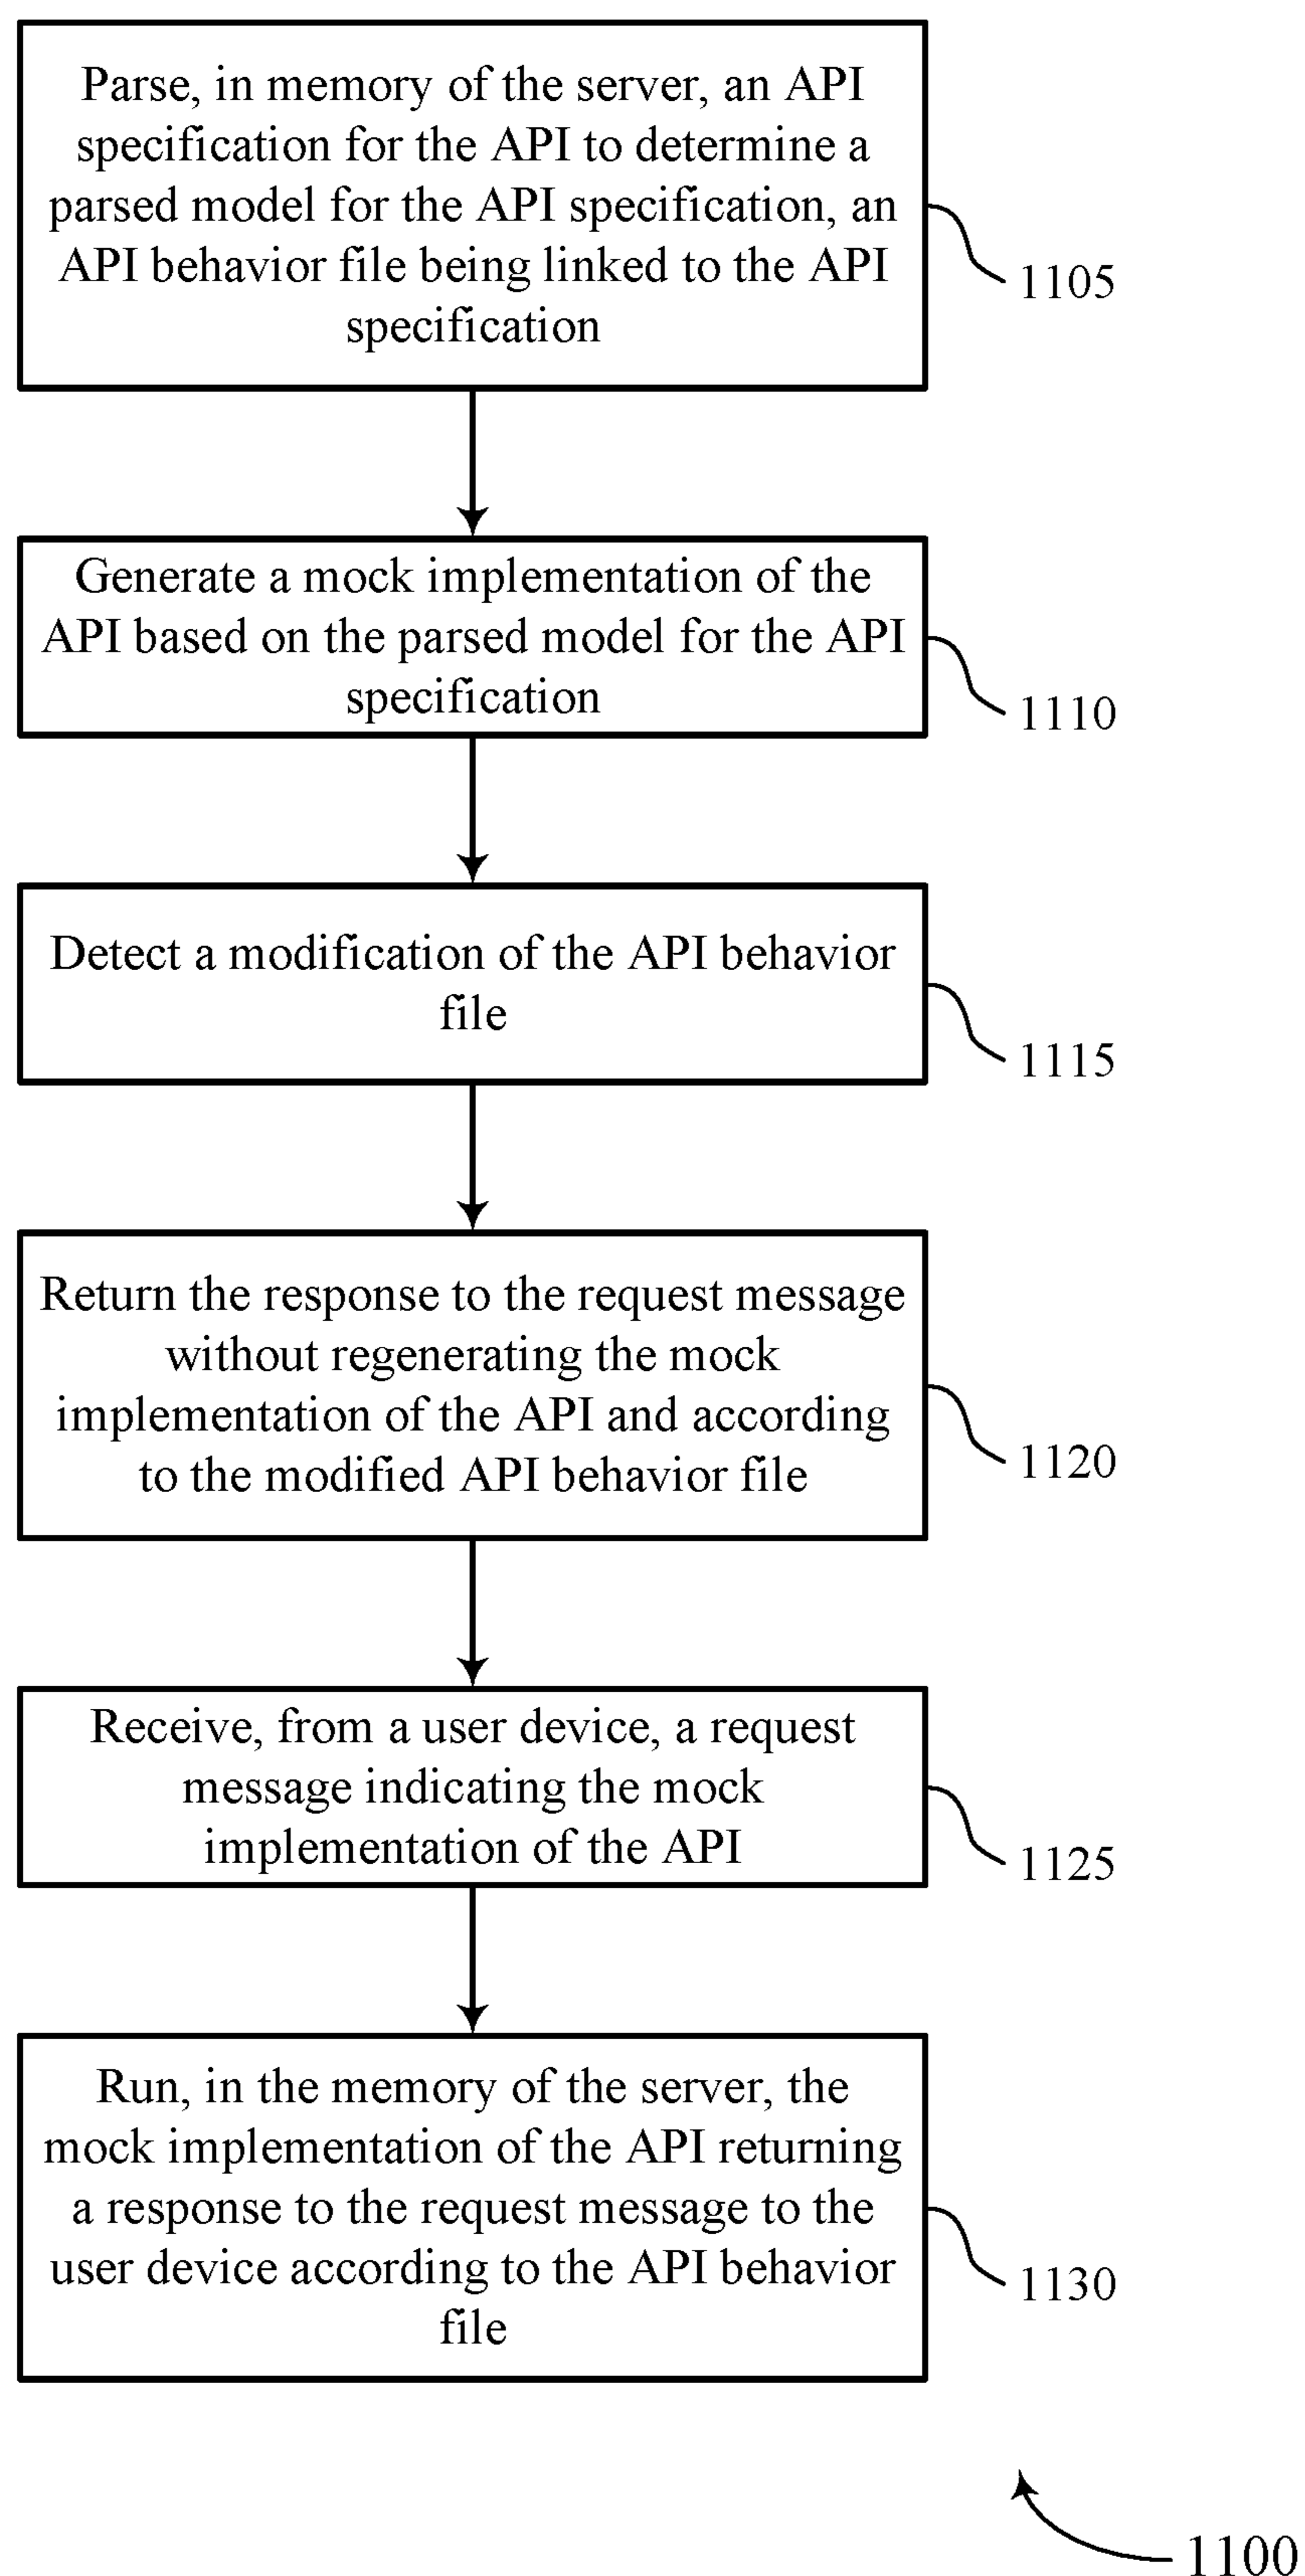 Parse, in memory of the server, an API
specification for the API to determine a
parsed model for the API specification, an
API behavior file being linked to the API
specification
1105
Generate a mock implementation of the
API based on the parsed model for the API
specification
1110
Detect a modification of the API behavior
file
1115
Return the response to the request message
without regenerating the mock
implementation of the API and according
to the modified API behavior file
1120
Receive, from a user device, a request
message indicating the mock
implementation of the API
1125
Run, in the memory of the server, the
mock implementation of the API returning
a response to the request message to the
user device according to the API behavior
file
1130
1100